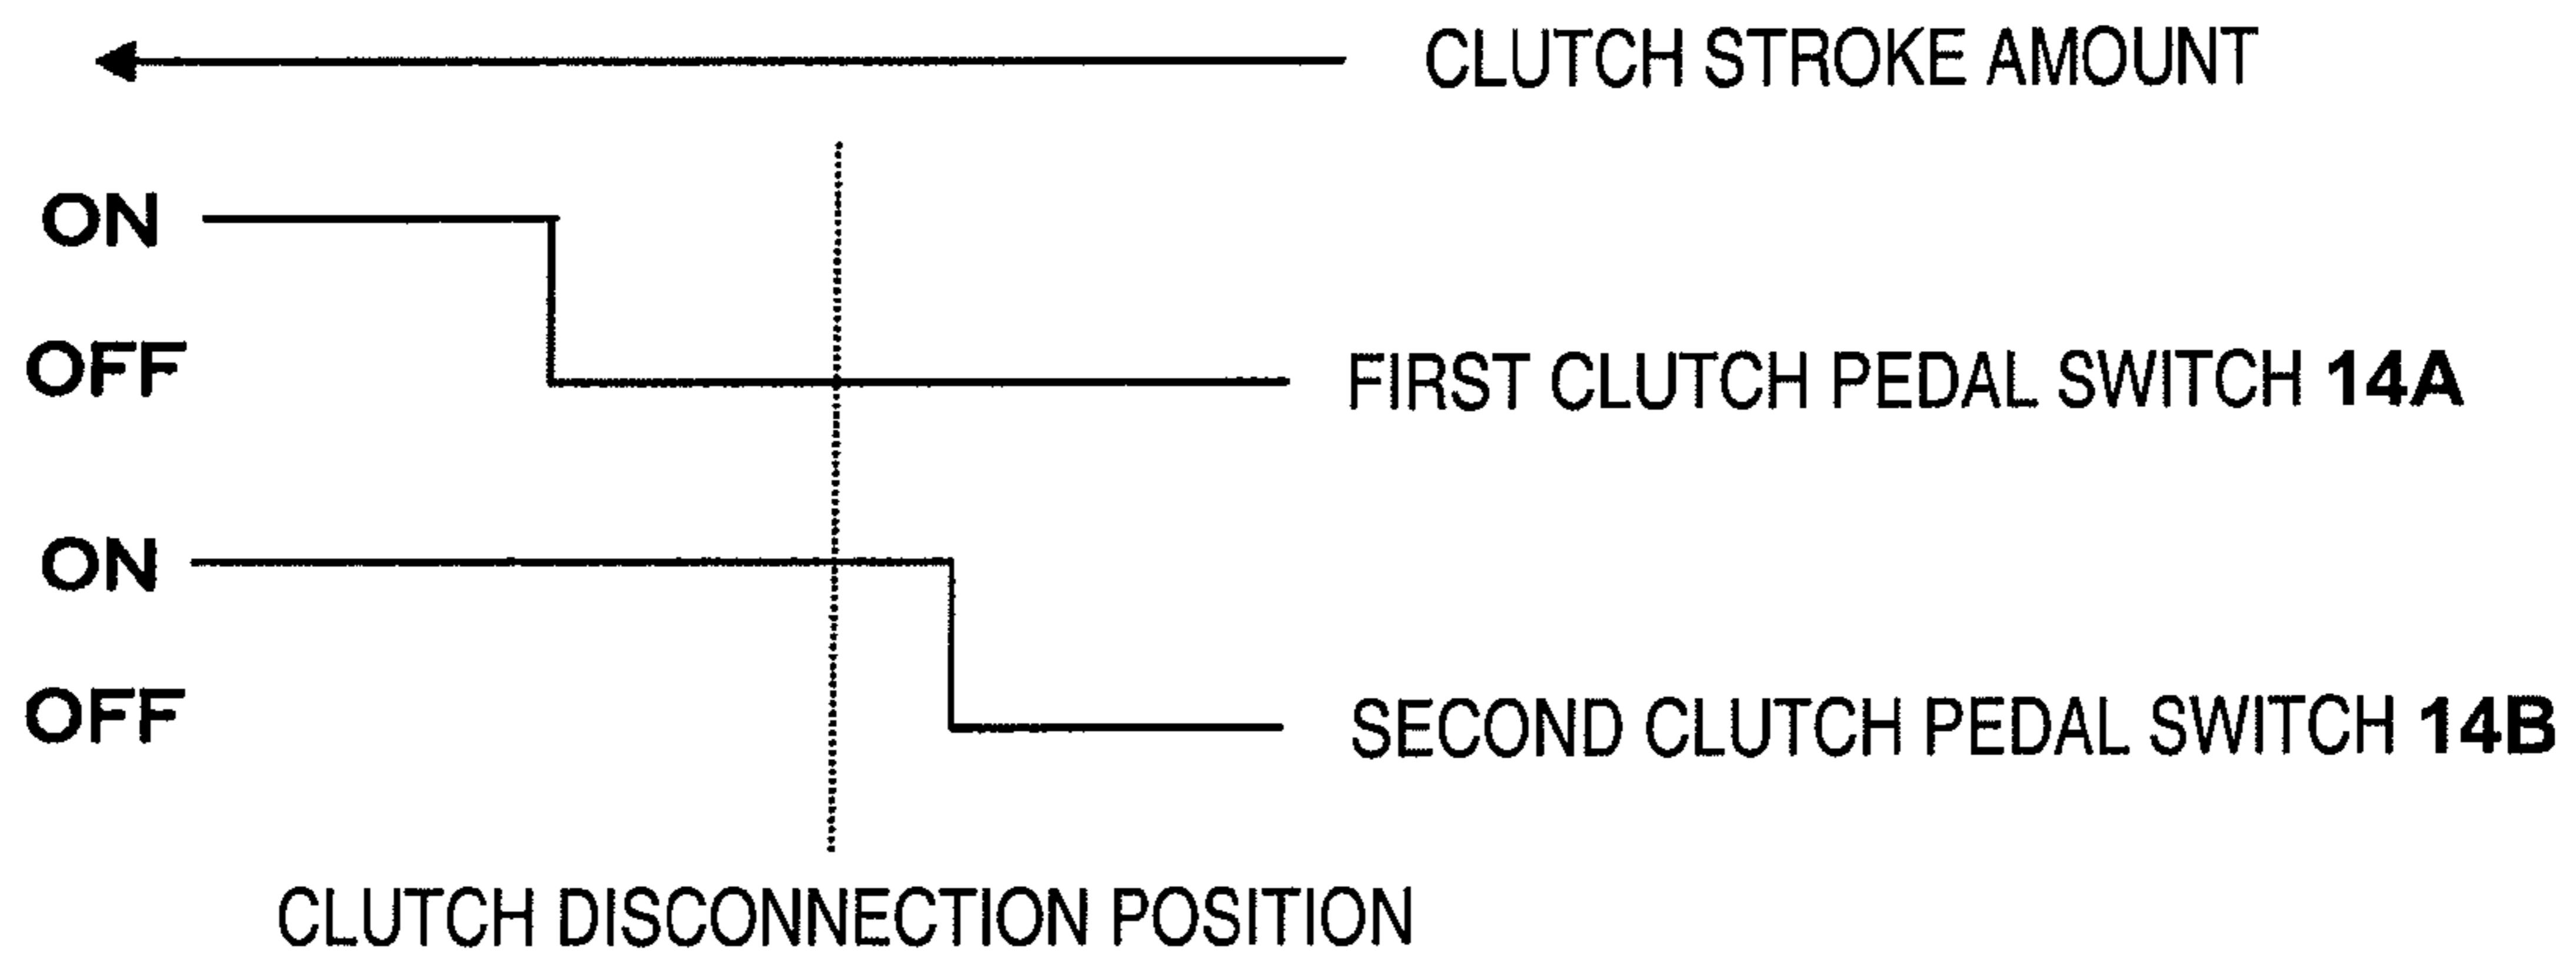 CLUTCH STROKE AMOUNT
ON
OFF
FIRST CLUTCH PEDAL SWITCH 14A
ON
OFF
SECOND CLUTCH PEDAL SWITCH 14B
CLUTCH DISCONNECTION POSITION